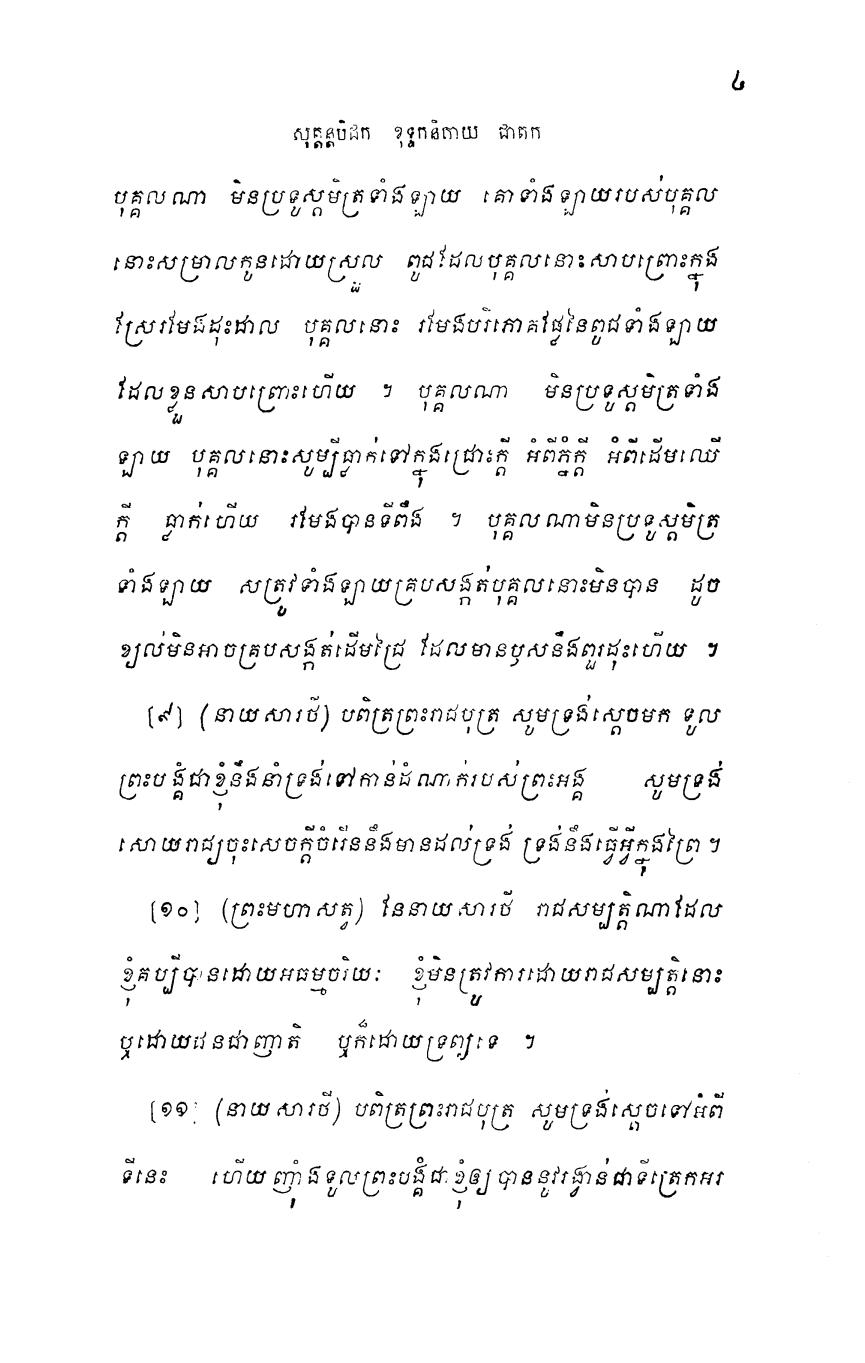 ៤
សុត្តន្តបិដក ខុទ្ទកនិកាយ ជាតក
បុគ្គលណា មិនប្រទូស្តមិត្រទាំងឡាយ គោទាំងឡាយរបស់បុគ្គល
នោះសម្រាលកូនដោយស្រួល ពូជដែលបុគ្គលនោះសាបព្រោះក្នុង
ស្រែរមែងដុះដាល បុគ្គលនោះ រមែងបរិភោគផ្លែនៃពូជទាំងឡាយ
ដែលខ្លួនសាបព្រោះហើយ ។ បុគ្គលណា មិនប្រទូស្តមិត្រទាំង
ឡាយ បុគ្គលនោះសូម្បីធ្លាក់ទៅក្នុងជ្រោះក្តី អំពីភ្នំក្តី អំពីដើមឈើ
ក្តី ធ្លាក់ហើយ រមែងបានទីពឹង ។ បុគ្គលណាមិនប្រទូស្តមិត្រ
ទាំងឡាយ សត្រូវទាំងឡាយគ្របសង្កត់បុគ្គលនោះមិនបាន ដូច
ខ្យល់មិនអាចគ្របសង្កត់ដើមជ្រៃ ដែលមានឫសនឹងពួរដុះហើយ ។
[៩] (នាយសារថី) បពិត្រព្រះរាជបុត្រ សូមទ្រង់ស្តេចមក ទូល
ព្រះបង្គំជាខ្ញុំនឹងនាំទ្រង់ទៅកាន់ដំណាក់របស់ព្រះអង្គ សូមទ្រង់
សោយរាជ្យចុះសេចក្តីចំរើននឹងមានដល់ទ្រង់ ទ្រង់នឹងធ្វើអ្វីក្នុងព្រៃ ។
[១០] (ព្រះមហាសត្វ) នែនាយសារថី រាជសម្បត្តិណាដែល
ខ្ញុំគប្បីបានដោយអធម្មចរិយៈ ខ្ញុំមិនត្រូវការដោយរាជសម្បត្តិនោះ
ឬដោយជនជាញាតិ ឬក៏ដោយទ្រព្យទេ ។
[១១] (នាយសារថី) បពិត្រព្រះរាជបុត្រ សូមទ្រង់ស្តេចទៅអំពី
ទីនេះ ហើយញ៉ាំងទូលព្រះបង្គំជាខ្ញុំឲ្យបាននូវរង្វាន់ជាទីត្រេកអរ